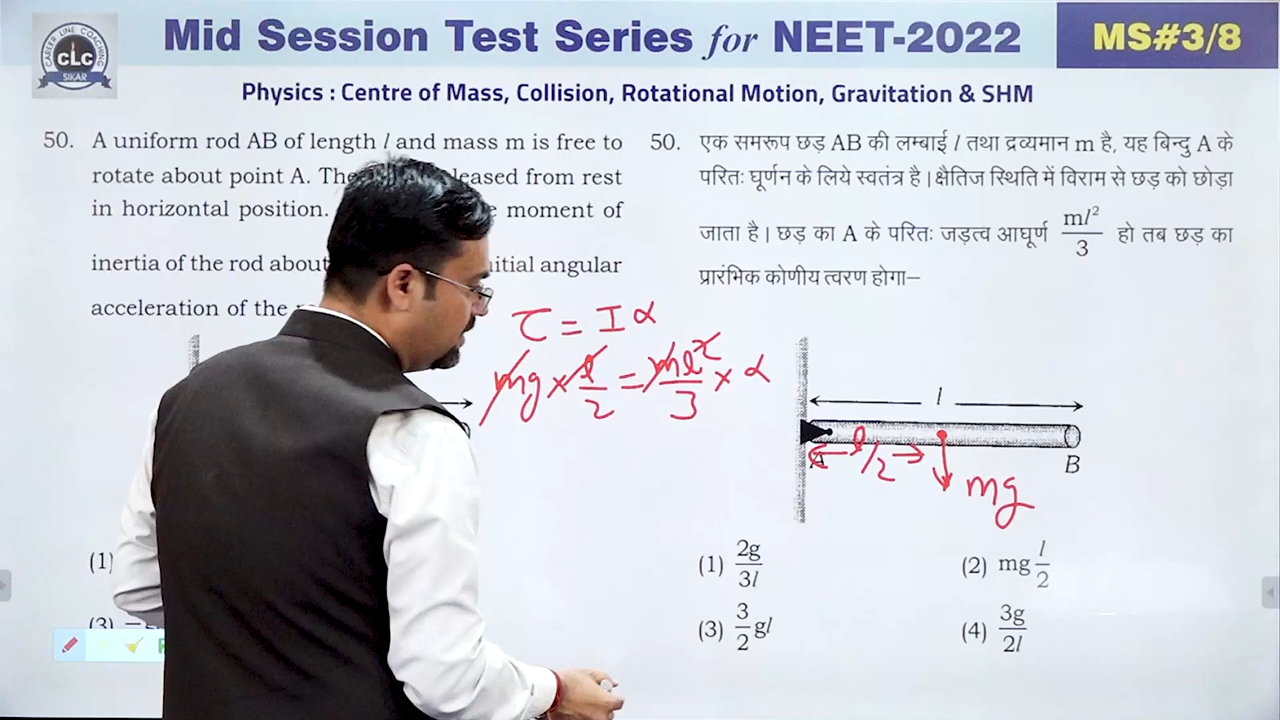 Mid Session Test Series for NEET-2022
MS#3/8
CAREER LINE COACHING
CLC
SIKAR
Physics : Centre of Mass, Collision, Rotational Motion, Gravitation & SHM
50. A uniform rod AB of length l and mass m is free to
rotate about point A. The leased from rest
in horizontal position. moment of
inertia of the rod about itial angular
acceleration of the
(1)
(3)
τ = I α
mg × l/2 = ml²/3 × α
50. एक समरूप छड़ AB की लम्बाई l तथा द्रव्यमान m है, यह बिन्दु A के
परितः घूर्णन के लिये स्वतंत्र है। क्षैतिज स्थिति में विराम से छड़ को छोड़ा
जाता है। छड़ का A के परितः जड़त्व आघूर्ण ml²/3 हो तब छड़ का
प्रारंभिक कोणीय त्वरण होगा–
l
A
l/2
B
mg
(1) 2g/3l (2) mg l/2
(3) 3/2 gl (4) 3g/2l